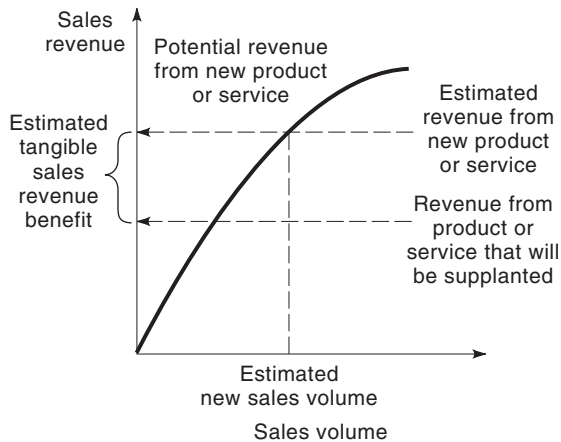 Sales
revenue
Potential revenue
from new product
or service
Estimated
tangible
sales
revenue
benefit
Estimated
revenue from
new product
or service
Revenue from
product or
service that will
be supplanted
Estimated
new sales volume
Sales volume